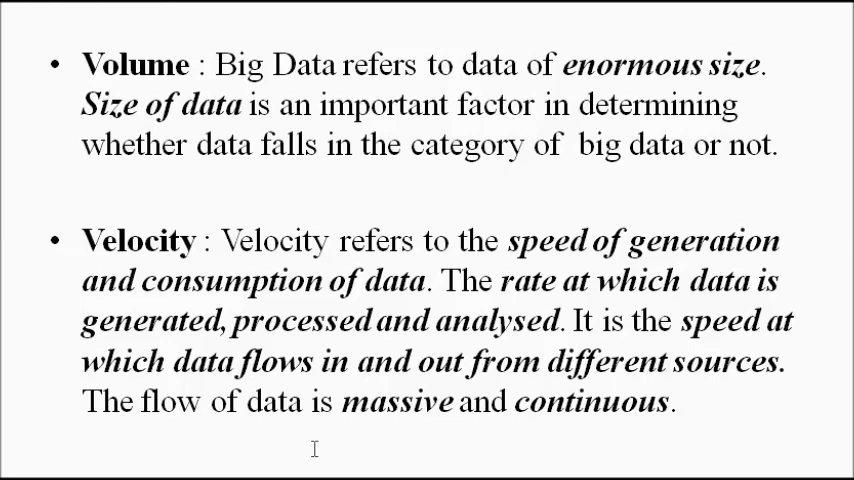 • Volume : Big Data refers to data of enormous size.
Size of data is an important factor in determining
whether data falls in the category of big data or not.
• Velocity : Velocity refers to the speed of generation
and consumption of data. The rate at which data is
generated, processed and analysed. It is the speed at
which data flows in and out from different sources.
The flow of data is massive and continuous.